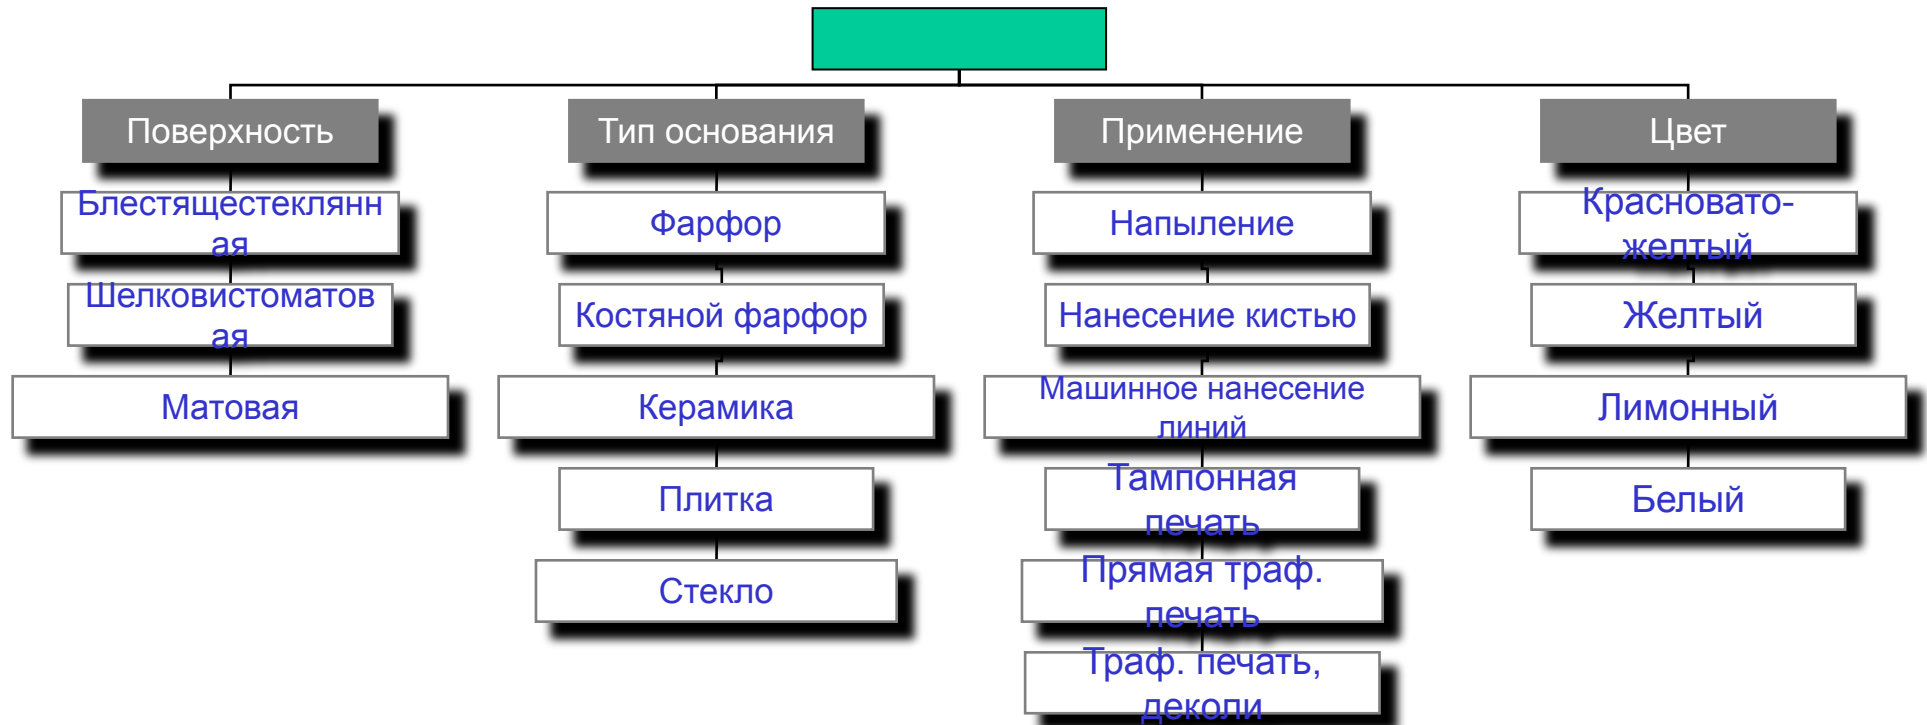 Поверхность
Блестящестеклянн
ая
Шелковистоматов
ая
Матовая
Тип основания
Фарфор
Костяной фарфор
Керамика
Плитка
Стекло
Применение
Напыление
Нанесение кистью
Машинное нанесение
линий
Тампонная
печать
Прямая траф.
печать
Траф. печать,
деколи
Цвет
Красновато-
желтый
Желтый
Лимонный
Белый